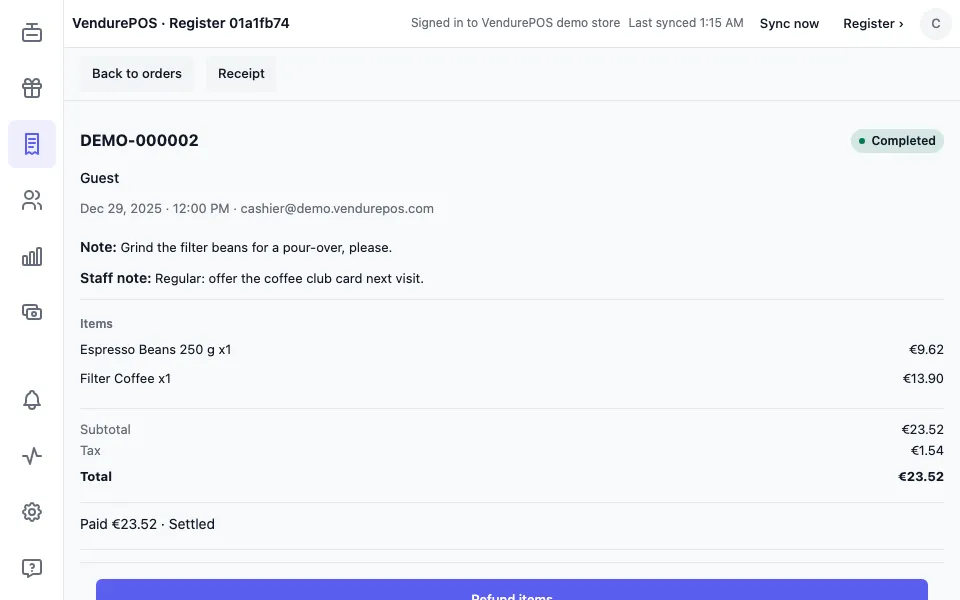 VendurePOS · Register 01a1fb74
Signed in to VendurePOS demo store Last synced 1:15 AM Sync now Register › C
Back to orders Receipt
DEMO-000002 Completed
Guest
Dec 29, 2025 · 12:00 PM · cashier@demo.vendurepos.com
Note: Grind the filter beans for a pour-over, please.
Staff note: Regular: offer the coffee club card next visit.
Items
Espresso Beans 250 g x1 €9.62
Filter Coffee x1 €13.90
Subtotal €23.52
Tax €1.54
Total €23.52
Paid €23.52 · Settled
Refund items